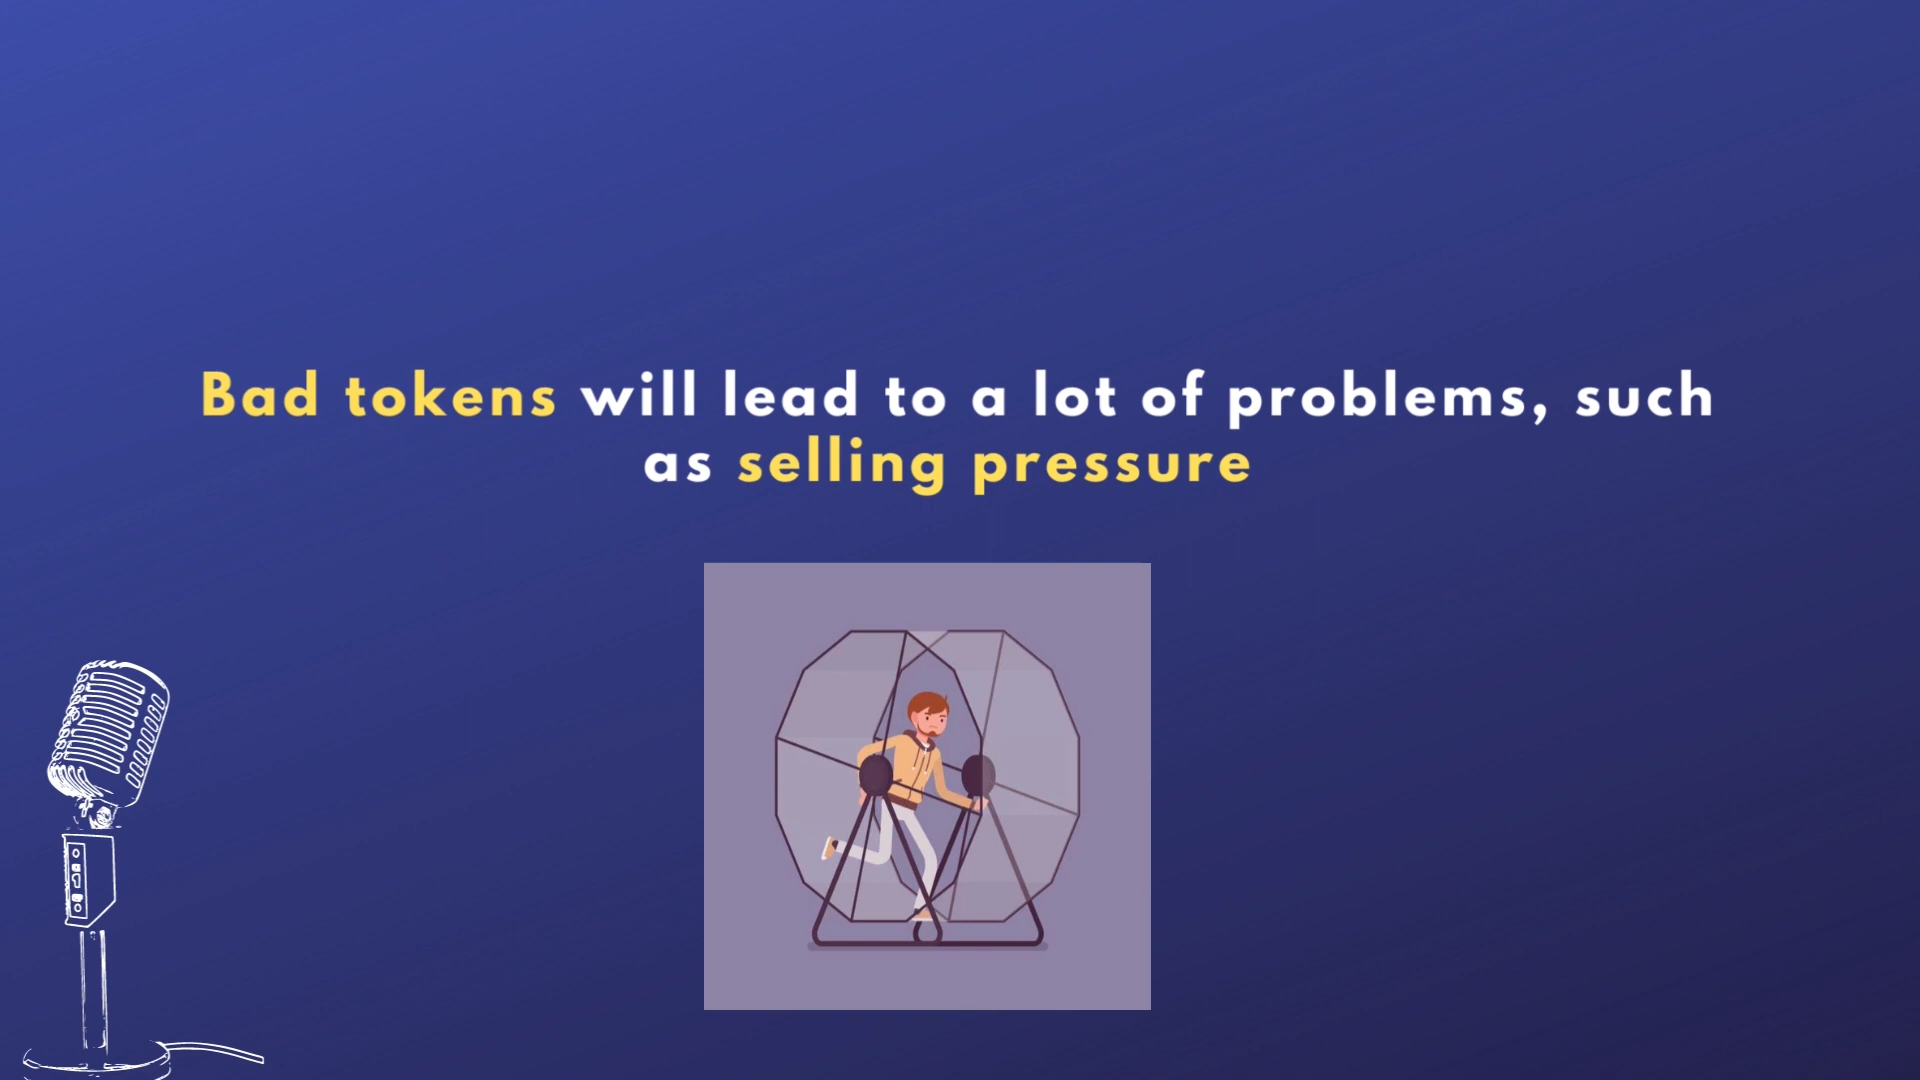 Bad tokens will lead to a lot of problems, such
as selling pressure